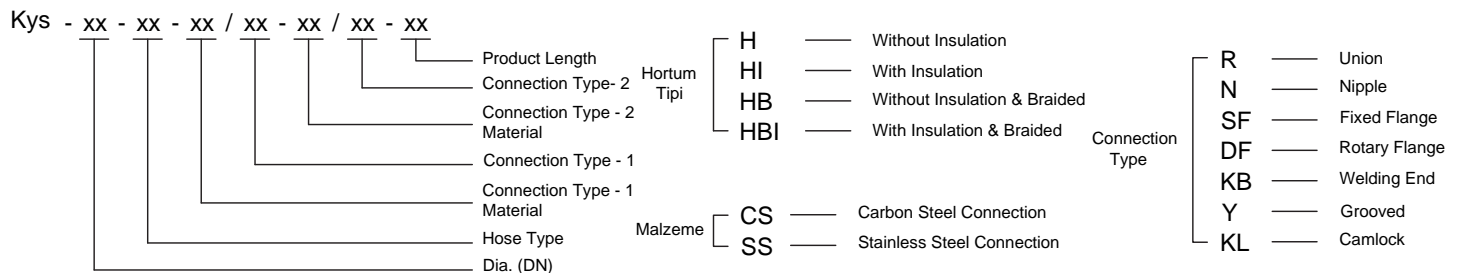 Kys - xx - xx - xx / xx - xx / xx - xx
Product Length
Connection Type- 2
Connection Type - 2
Material
Connection Type - 1
Connection Type - 1
Material
Hose Type
Dia. (DN)
Hortum
Tipi
H Without Insulation
HI With Insulation
HB Without Insulation & Braided
HBI With Insulation & Braided
Malzeme
CS Carbon Steel Connection
SS Stainless Steel Connection
Connection
Type
R Union
N Nipple
SF Fixed Flange
DF Rotary Flange
KB Welding End
Y Grooved
KL Camlock